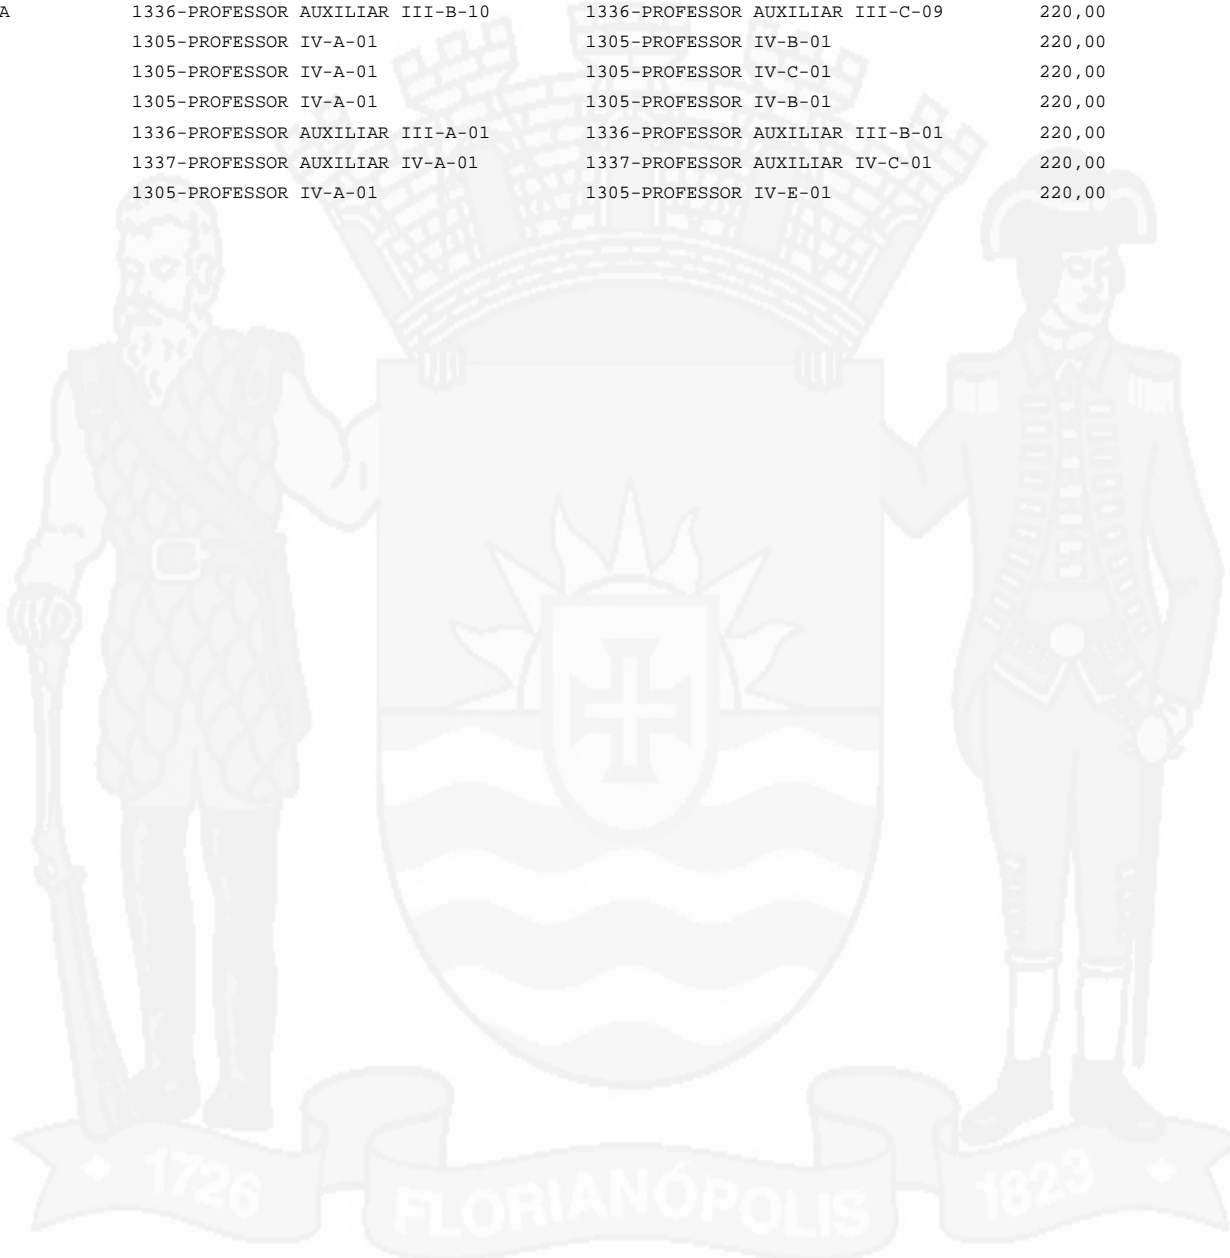 A 1336-PROFESSOR AUXILIAR III-B-10 1336-PROFESSOR AUXILIAR III-C-09 220,00
1305-PROFESSOR IV-A-01 1305-PROFESSOR IV-B-01 220,00
1305-PROFESSOR IV-A-01 1305-PROFESSOR IV-C-01 220,00
1305-PROFESSOR IV-A-01 1305-PROFESSOR IV-B-01 220,00
1336-PROFESSOR AUXILIAR III-A-01 1336-PROFESSOR AUXILIAR III-B-01 220,00
1337-PROFESSOR AUXILIAR IV-A-01 1337-PROFESSOR AUXILIAR IV-C-01 220,00
1305-PROFESSOR IV-A-01 1305-PROFESSOR IV-E-01 220,00
1726 FLORIANÓPOLIS 1823